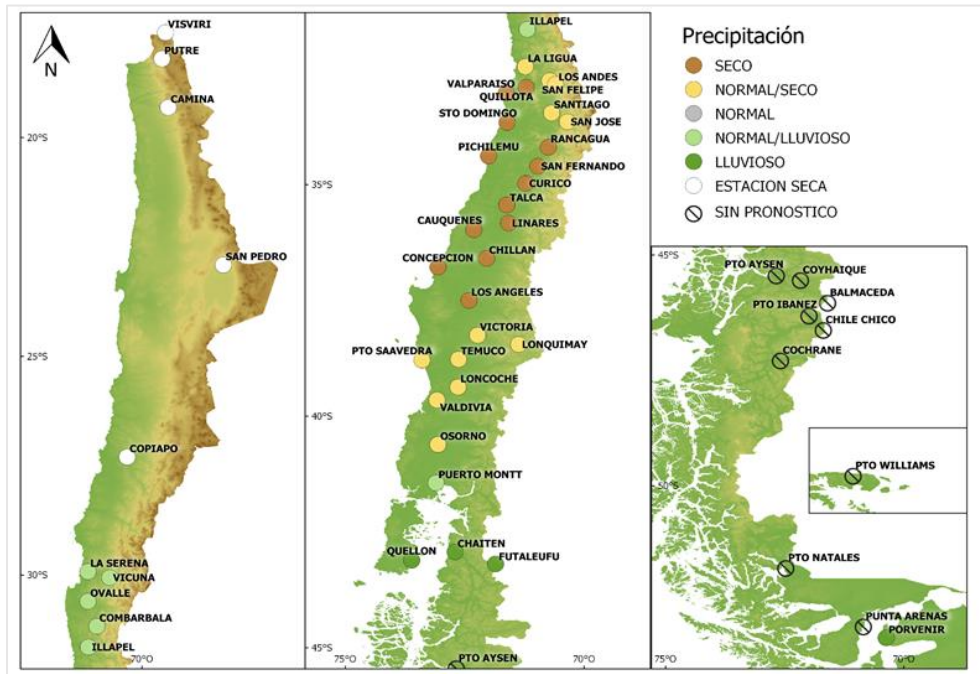 N
VISVIRI
PUTRE
CAMINA
20°S
SAN PEDRO
25°S
COPIAPO
30°S
LA SERENA
VICUNA
OVALLE
COMBARBALA
ILLAPEL
70°O
ILLAPEL
LA LIGUA
LOS ANDES
VALPARAISO
SAN FELIPE
QUILLOTA
STO DOMINGO
SANTIAGO
SAN JOSE
RANCAGUA
PICHILEMU
SAN FERNANDO
35°S
CURICO
TALCA
CAUQUENES
LINARES
CHILLAN
CONCEPCION
LOS ANGELES
VICTORIA
LONQUIMAY
PTO SAAVEDRA
TEMUCO
LONCOCHE
VALDIVIA
40°S
OSORNO
PUERTO MONTT
CHAITEN
QUELLON
FUTALEUFU
45°S
PTO AYSEN
75°O
70°O
Precipitación
SECO
NORMAL/SECO
NORMAL
NORMAL/LLUVIOSO
LLUVIOSO
ESTACION SECA
SIN PRONOSTICO
45°S
PTO AYSEN
COYHAIQUE
BALMACEDA
PTO IBANEZ
CHILE CHICO
COCHRANE
PTO WILLIAMS
50°S
PTO NATALES
PUNTA ARENAS
PORVENIR
75°O
70°O